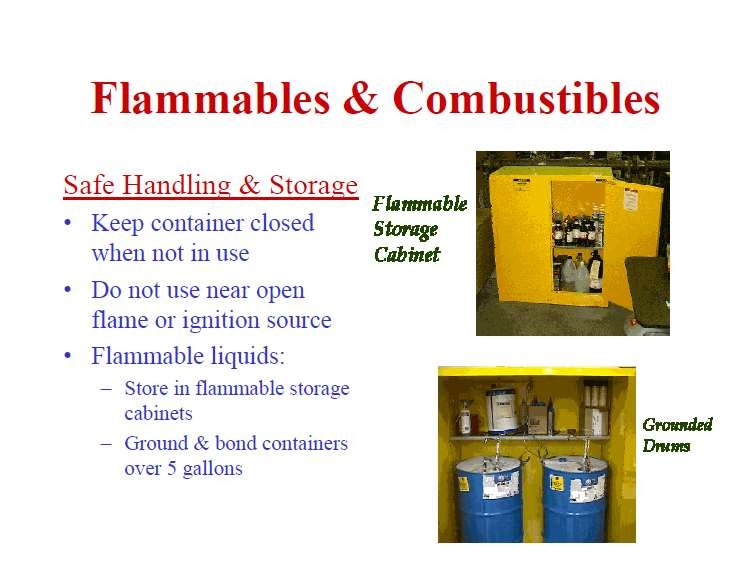 Flammables & Combustibles
Safe Handling & Storage
• Keep container closed
when not in use
• Do not use near open
flame or ignition source
• Flammable liquids:
– Store in flammable storage
cabinets
– Ground & bond containers
over 5 gallons
Flammable
Storage
Cabinet
Grounded
Drums